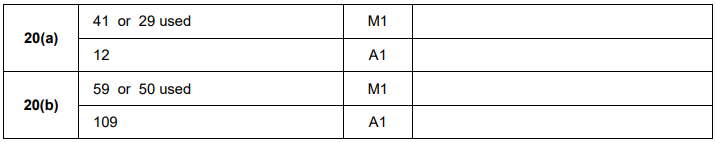 20(a)
41 or 29 used M1
12 A1
20(b)
59 or 50 used M1
109 A1